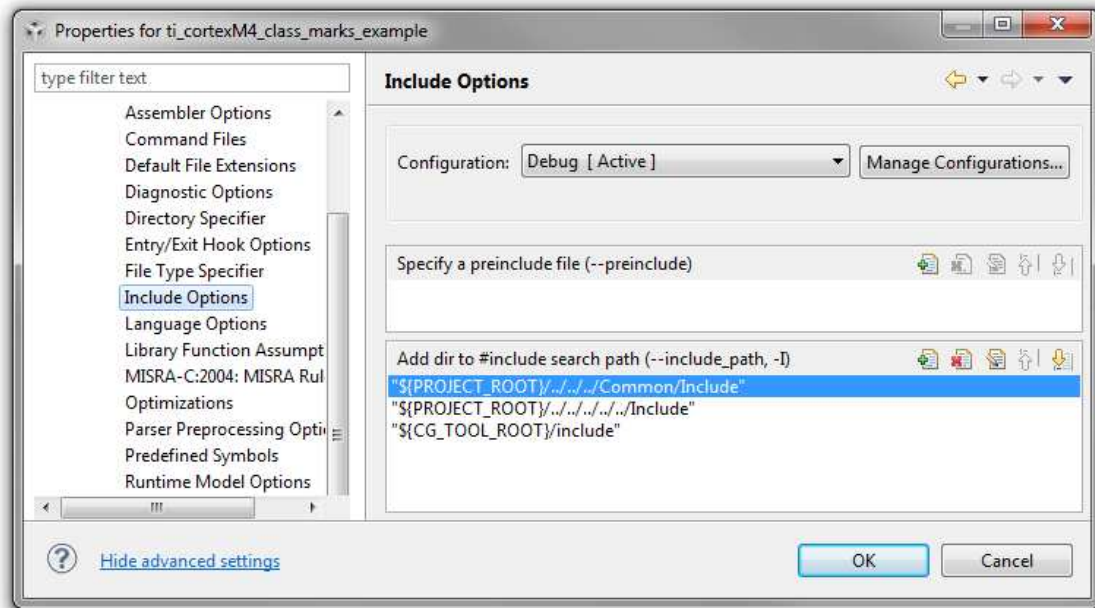 Properties for ti_cortexM4_class_marks_example
type filter text
Assembler Options
Command Files
Default File Extensions
Diagnostic Options
Directory Specifier
Entry/Exit Hook Options
File Type Specifier
Include Options
Language Options
Library Function Assumpt
MISRA-C:2004: MISRA Rul
Optimizations
Parser Preprocessing Opti
Predefined Symbols
Runtime Model Options
Include Options
Configuration: Debug [ Active ] Manage Configurations...
Specify a preinclude file (--preinclude)
Add dir to #include search path (--include_path, -I)
"${PROJECT_ROOT}/../../../Common/Include"
"${PROJECT_ROOT}/../../../../../Include"
"${CG_TOOL_ROOT}/include"
Hide advanced settings
OK Cancel